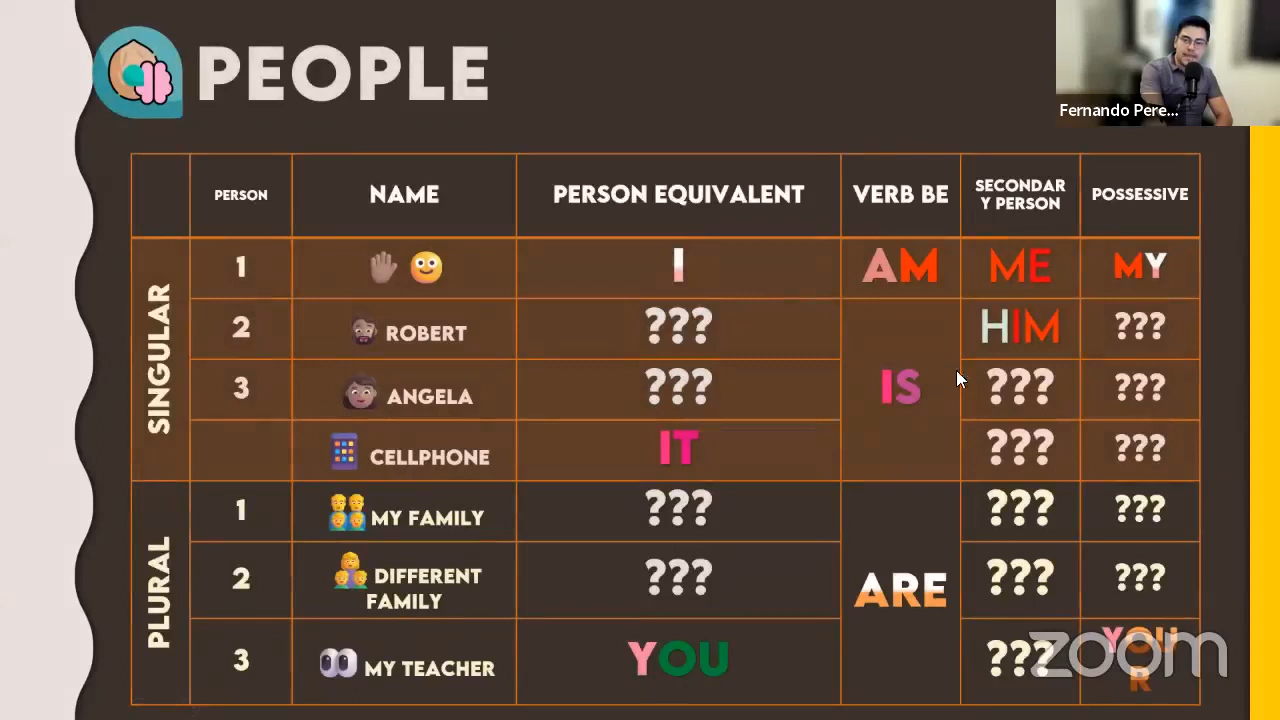 PEOPLE
Fernando Pere...
PERSON NAME PERSON EQUIVALENT VERB BE SECONDAR
Y PERSON POSSESSIVE
SINGULAR
1 I AM ME MY
2 ROBERT ??? HIM ???
3 ANGELA ??? IS ??? ???
CELLPHONE IT ??? ???
PLURAL
1 MY FAMILY ??? ??? ???
2 DIFFERENT
FAMILY ??? ARE ??? ???
3 MY TEACHER YOU ??? YOU
R
zoom